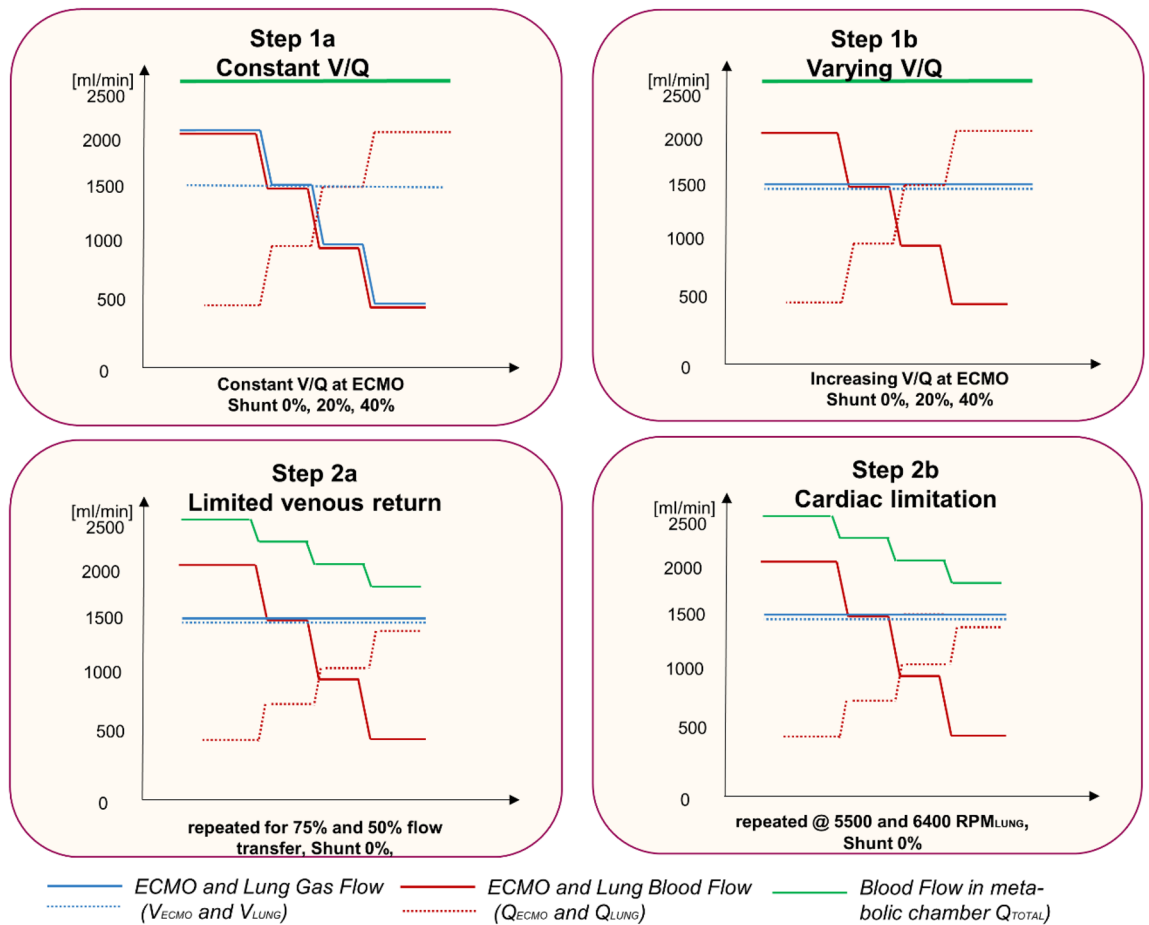 Step 1a
Constant V/Q
[ml/min]
2500
2000
1500
1000
500
0
Constant V/Q at ECMO
Shunt 0%, 20%, 40%
Step 1b
Varying V/Q
[ml/min]
2500
2000
1500
1000
500
0
Increasing V/Q at ECMO
Shunt 0%, 20%, 40%
Step 2a
Limited venous return
[ml/min]
2500
2000
1500
1000
500
0
repeated for 75% and 50% flow
transfer, Shunt 0%,
Step 2b
Cardiac limitation
[ml/min]
2500
2000
1500
1000
500
0
repeated @ 5500 and 6400 RPMLUNG,
Shunt 0%
ECMO and Lung Gas Flow
(VECMO and VLUNG)
ECMO and Lung Blood Flow
(QECMO and QLUNG)
Blood Flow in meta-
bolic chamber QTOTAL)